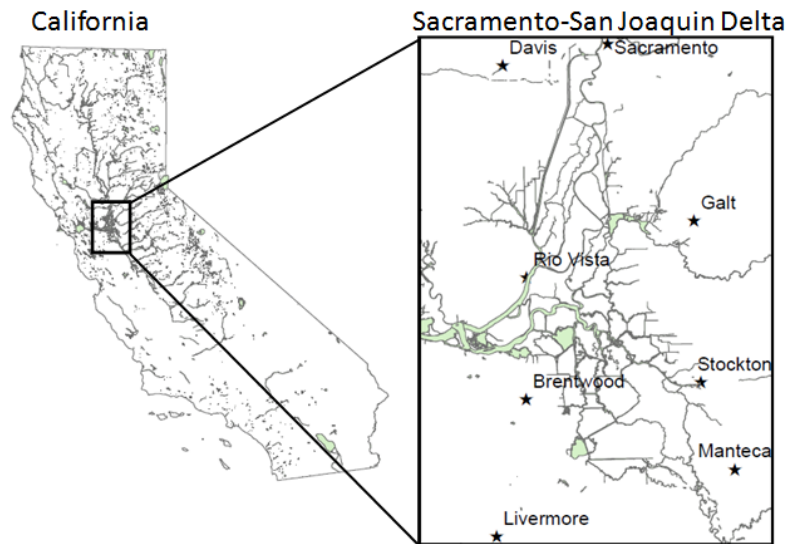 California
Sacramento-San Joaquin Delta
Davis
Sacramento
Galt
Rio Vista
Stockton
Brentwood
Manteca
Livermore